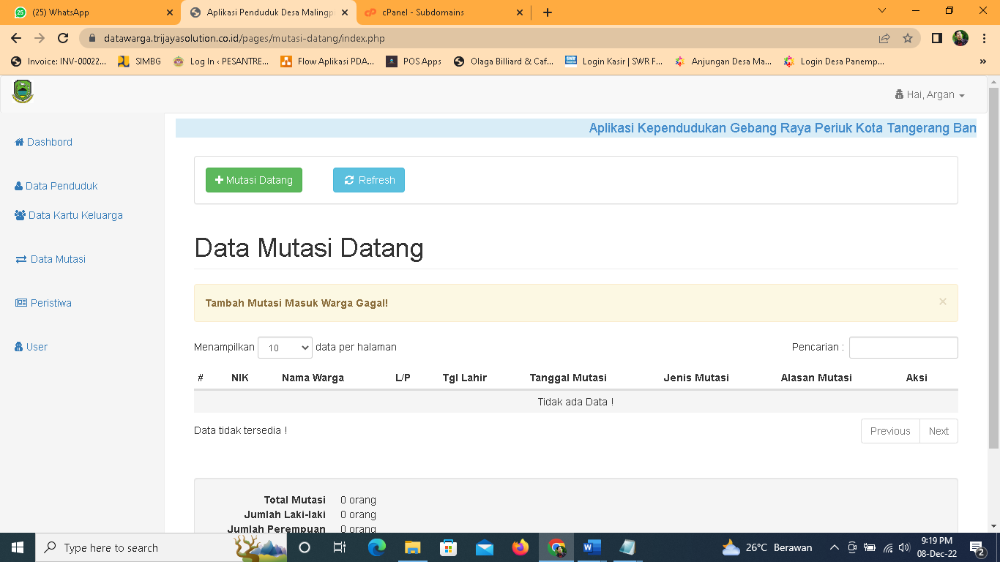 (25) WhatsApp
Aplikasi Penduduk Desa Malingp
cPanel - Subdomains
datawarga.trijayasolution.co.id/pages/mutasi-datang/index.php
Invoice: INV-00022...
SIMBG
Log In ‹ PESANTRE...
Flow Aplikasi PDA...
POS Apps
Olaga Billiard & Caf...
Login Kasir | SWR F...
Anjungan Desa Ma...
Login Desa Panemp...
»
Hai, Argan
Aplikasi Kependudukan Gebang Raya Periuk Kota Tangerang Ban
Dashbord
Data Penduduk
Data Kartu Keluarga
Data Mutasi
Peristiwa
User
Mutasi Datang
Refresh
Data Mutasi Datang
Tambah Mutasi Masuk Warga Gagal!
×
Menampilkan 10 data per halaman
Pencarian :
# NIK Nama Warga L/P Tgl Lahir Tanggal Mutasi Jenis Mutasi Alasan Mutasi Aksi
Tidak ada Data !
Data tidak tersedia !
Previous Next
Total Mutasi 0 orang
Jumlah Laki-laki 0 orang
Jumlah Perempuan 0 orang
Type here to search
26°C Berawan
9:19 PM
08-Dec-22
2